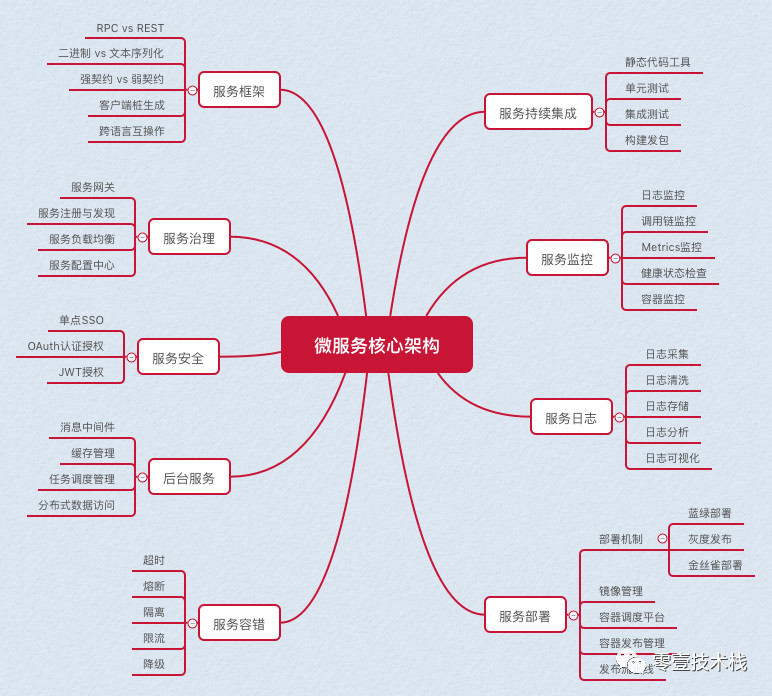 微服务核心架构
服务框架
RPC vs REST
二进制 vs 文本序列化
强契约 vs 弱契约
客户端桩生成
跨语言互操作
服务治理
服务网关
服务注册与发现
服务负载均衡
服务配置中心
服务安全
单点SSO
OAuth认证授权
JWT授权
后台服务
消息中间件
缓存管理
任务调度管理
分布式数据访问
服务容错
超时
熔断
隔离
限流
降级
服务持续集成
静态代码工具
单元测试
集成测试
构建发包
服务监控
日志监控
调用链监控
Metrics监控
健康状态检查
容器监控
服务日志
日志采集
日志清洗
日志存储
日志分析
日志可视化
服务部署
部署机制
蓝绿部署
灰度发布
金丝雀部署
镜像管理
容器调度平台
容器发布管理
发布流
线
零壹技术栈